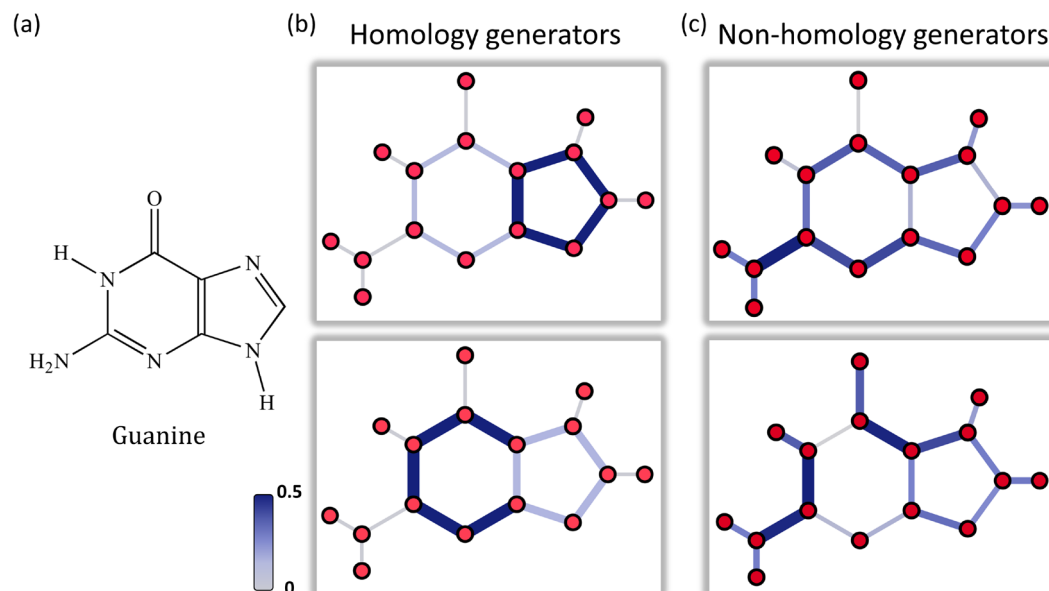 (a)
(b)
Homology generators
(c)
Non-homology generators
O
H
N
N
H₂N
N
N
H
Guanine
0.5
0